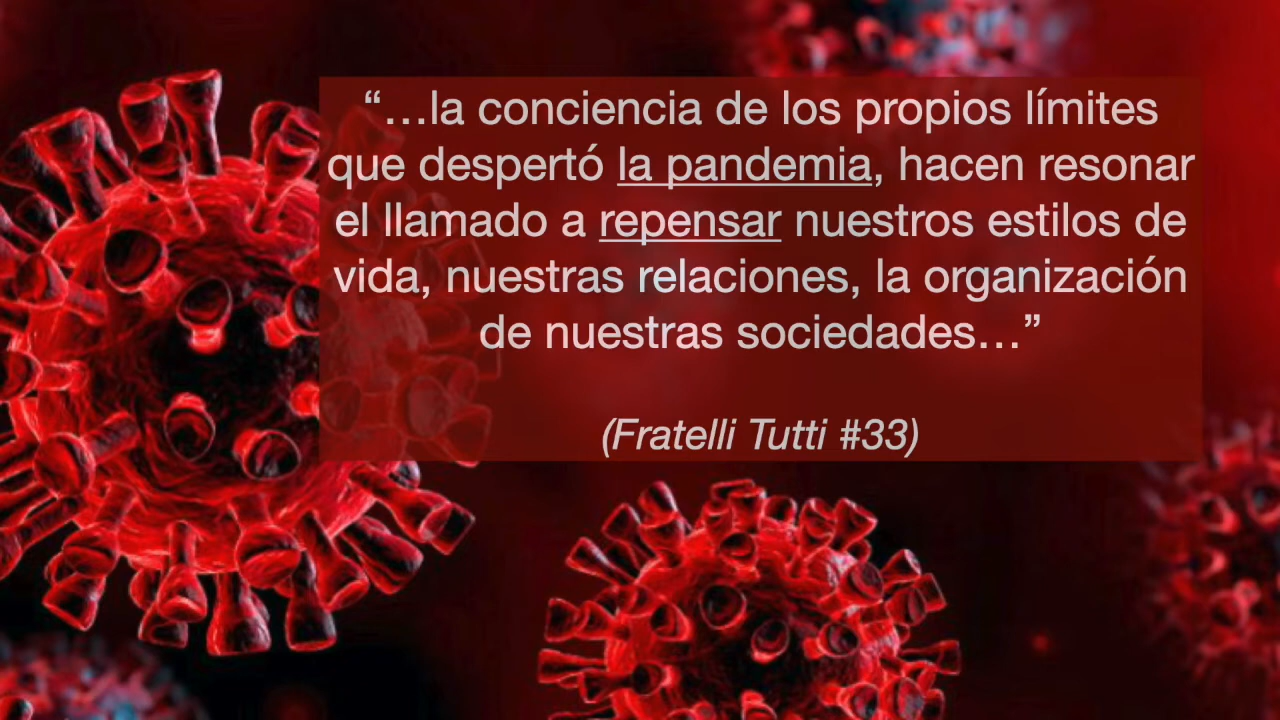 “…la conciencia de los propios límites
que despertó la pandemia, hacen resonar
el llamado a repensar nuestros estilos de
vida, nuestras relaciones, la organización
de nuestras sociedades…”
(Fratelli Tutti #33)